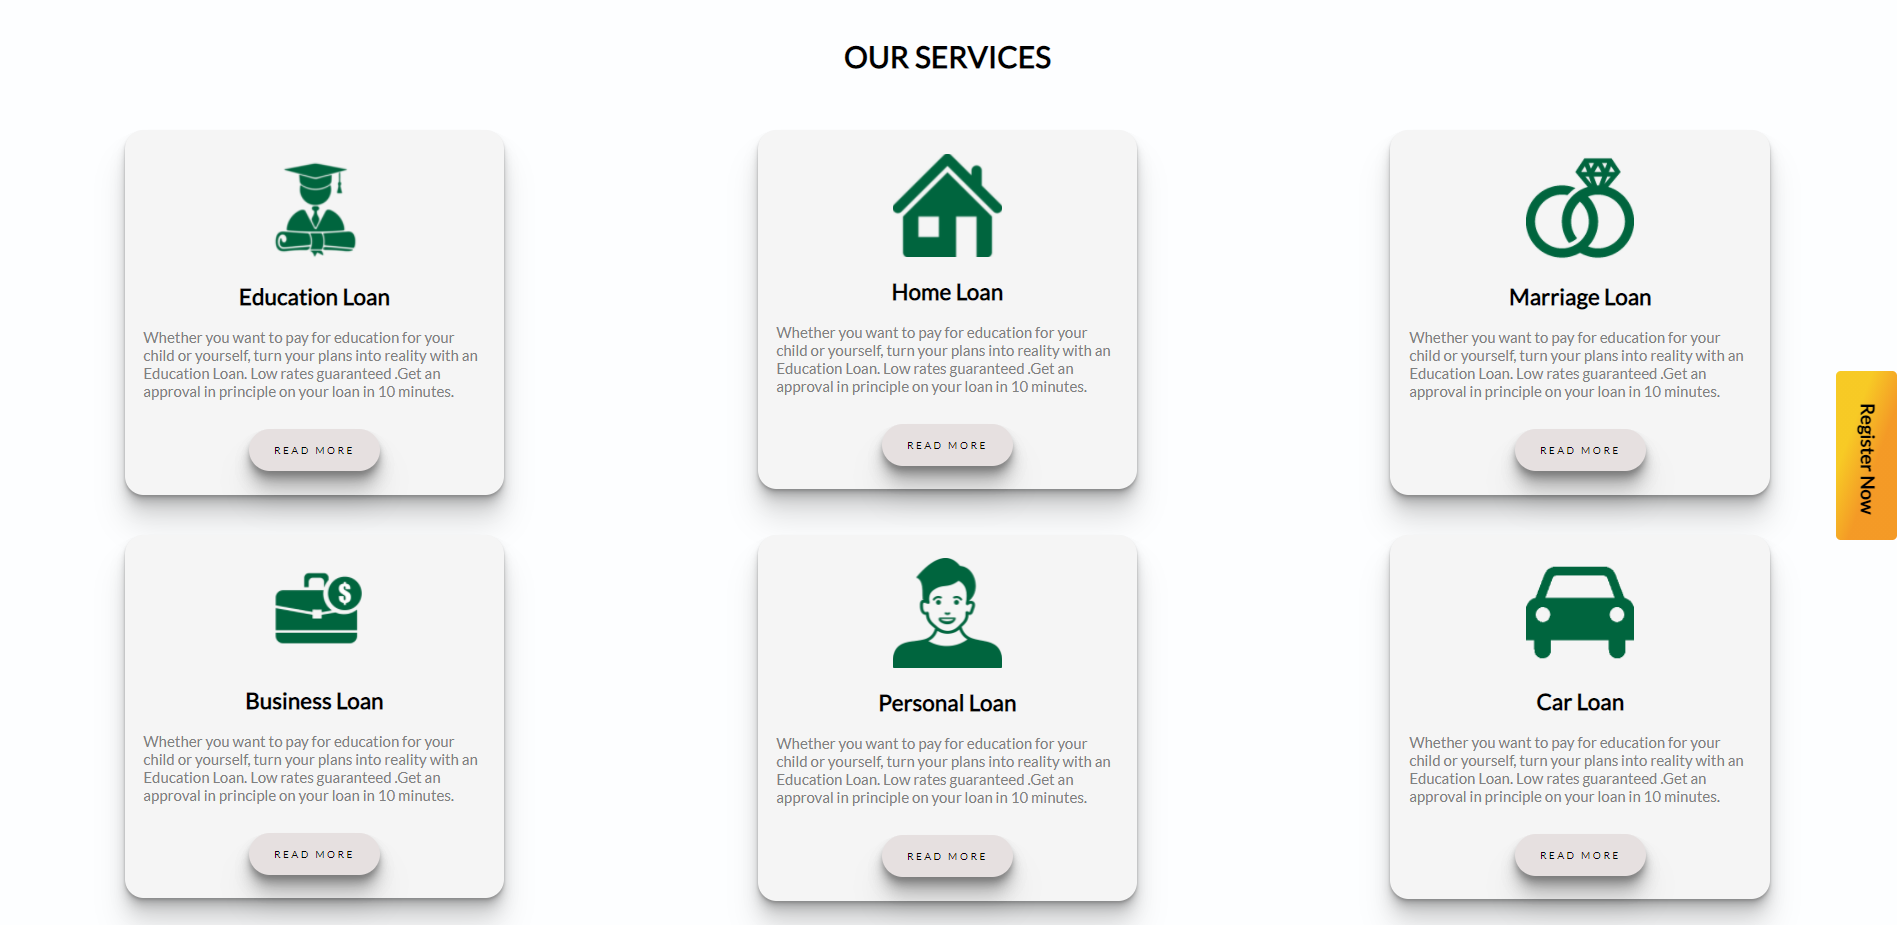 OUR SERVICES
Education Loan
Whether you want to pay for education for your
child or yourself, turn your plans into reality with an
Education Loan. Low rates guaranteed .Get an
approval in principle on your loan in 10 minutes.
READ MORE
Home Loan
Whether you want to pay for education for your
child or yourself, turn your plans into reality with an
Education Loan. Low rates guaranteed .Get an
approval in principle on your loan in 10 minutes.
READ MORE
Marriage Loan
Whether you want to pay for education for your
child or yourself, turn your plans into reality with an
Education Loan. Low rates guaranteed .Get an
approval in principle on your loan in 10 minutes.
READ MORE
Register Now
$
Business Loan
Whether you want to pay for education for your
child or yourself, turn your plans into reality with an
Education Loan. Low rates guaranteed .Get an
approval in principle on your loan in 10 minutes.
READ MORE
Personal Loan
Whether you want to pay for education for your
child or yourself, turn your plans into reality with an
Education Loan. Low rates guaranteed .Get an
approval in principle on your loan in 10 minutes.
READ MORE
Car Loan
Whether you want to pay for education for your
child or yourself, turn your plans into reality with an
Education Loan. Low rates guaranteed .Get an
approval in principle on your loan in 10 minutes.
READ MORE